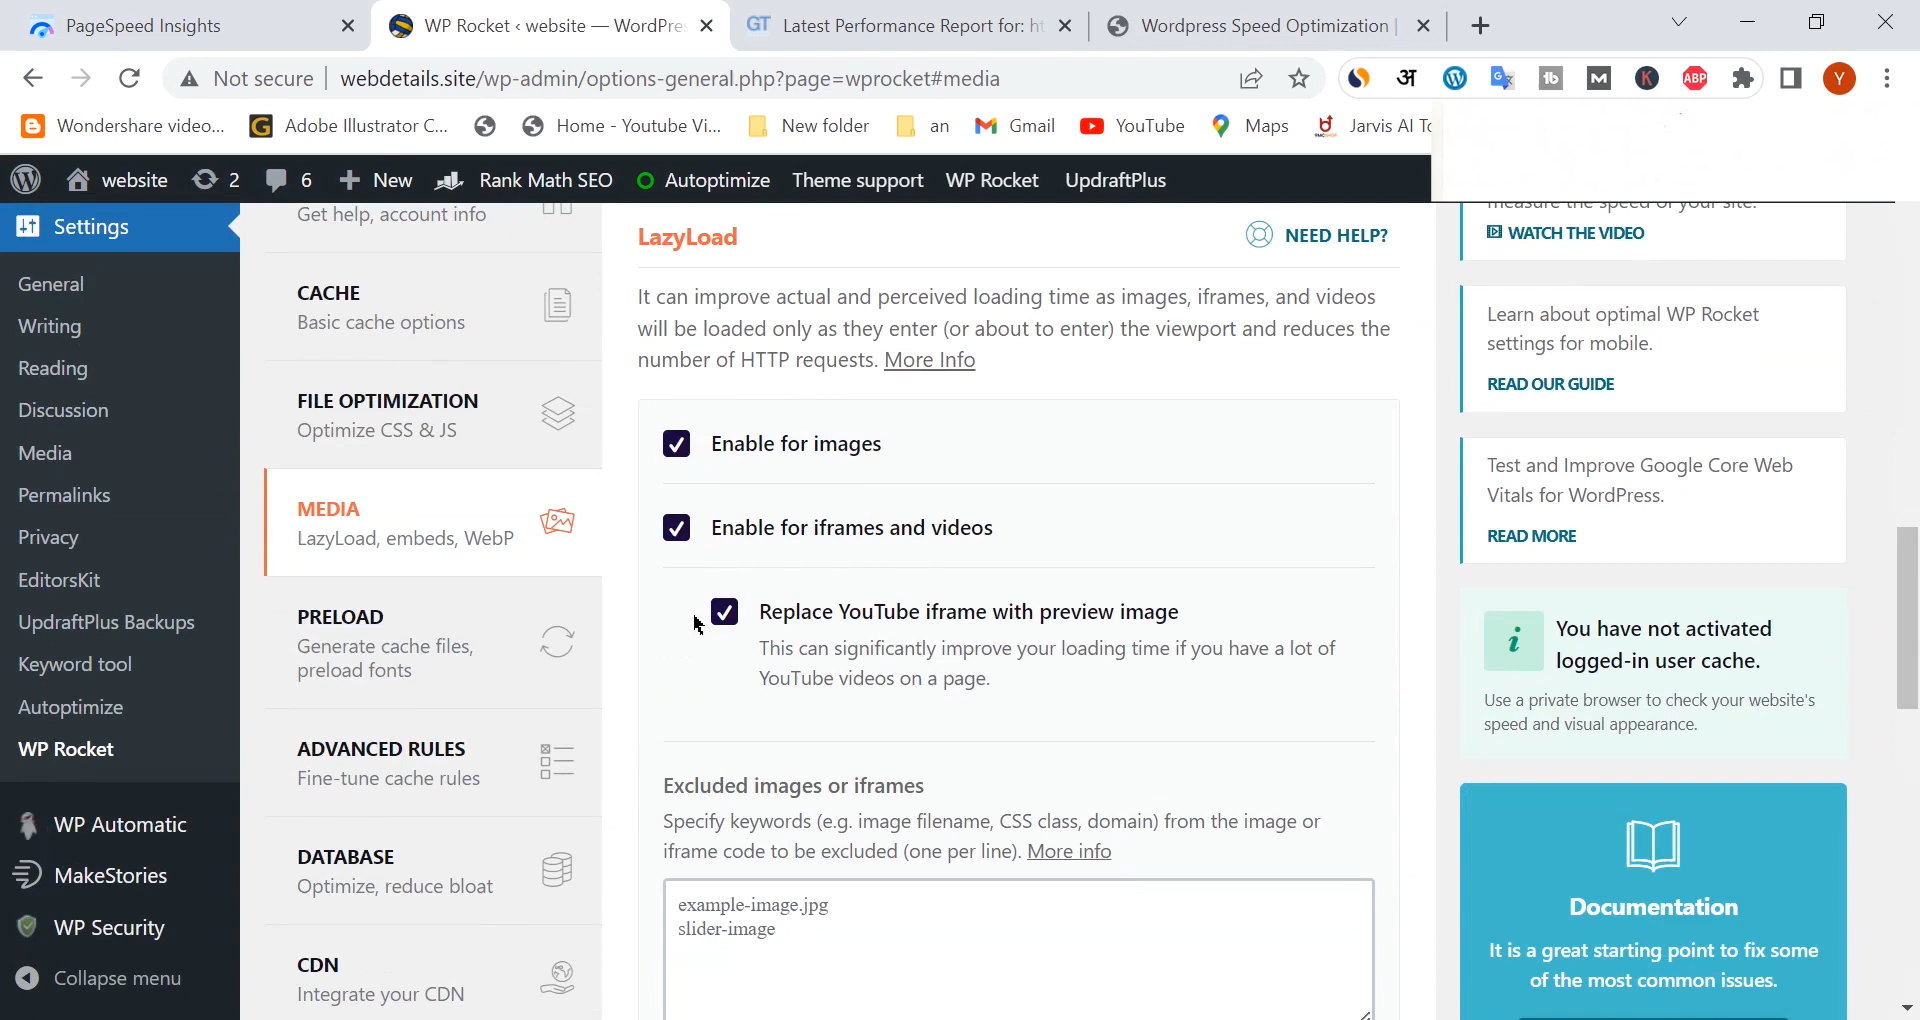 PageSpeed Insights
WP Rocket ‹ website — WordPre
GT Latest Performance Report for: ht
Wordpress Speed Optimization |
Not secure | webdetails.site/wp-admin/options-general.php?page=wprocket#media
अ
1b
M
K
ABP
Y
Wondershare video...
Adobe Illustrator C...
Home - Youtube Vi...
New folder
an
Gmail
YouTube
Maps
Jarvis AI To
website
2
6
New
Rank Math SEO
Autoptimize
Theme support
WP Rocket
UpdraftPlus
Settings
General
Writing
Reading
Discussion
Media
Permalinks
Privacy
EditorsKit
UpdraftPlus Backups
Keyword tool
Autoptimize
WP Rocket
WP Automatic
MakeStories
WP Security
Collapse menu
Get help, account info
CACHE
Basic cache options
FILE OPTIMIZATION
Optimize CSS & JS
MEDIA
LazyLoad, embeds, WebP
PRELOAD
Generate cache files,
preload fonts
ADVANCED RULES
Fine-tune cache rules
DATABASE
Optimize, reduce bloat
CDN
Integrate your CDN
LazyLoad
NEED HELP?
It can improve actual and perceived loading time as images, iframes, and videos
will be loaded only as they enter (or about to enter) the viewport and reduces the
number of HTTP requests. More Info
Enable for images
Enable for iframes and videos
Replace YouTube iframe with preview image
This can significantly improve your loading time if you have a lot of
YouTube videos on a page.
Excluded images or iframes
Specify keywords (e.g. image filename, CSS class, domain) from the image or
iframe code to be excluded (one per line). More info
example-image.jpg
slider-image
measure the speed of your site.
WATCH THE VIDEO
Learn about optimal WP Rocket
settings for mobile.
READ OUR GUIDE
Test and Improve Google Core Web
Vitals for WordPress.
READ MORE
i
You have not activated
logged-in user cache.
Use a private browser to check your website's
speed and visual appearance.
Documentation
It is a great starting point to fix some
of the most common issues.